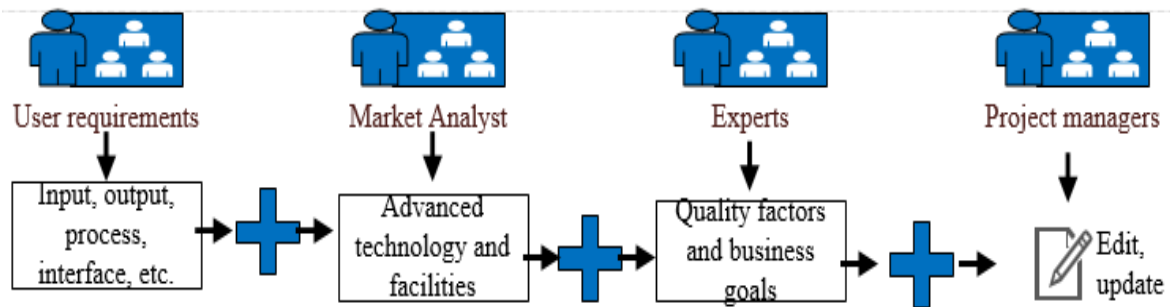 User requirements
Market Analyst
Experts
Project managers
Input, output,
process,
interface, etc.
Advanced
technology and
facilities
Quality factors
and business
goals
Edit,
update